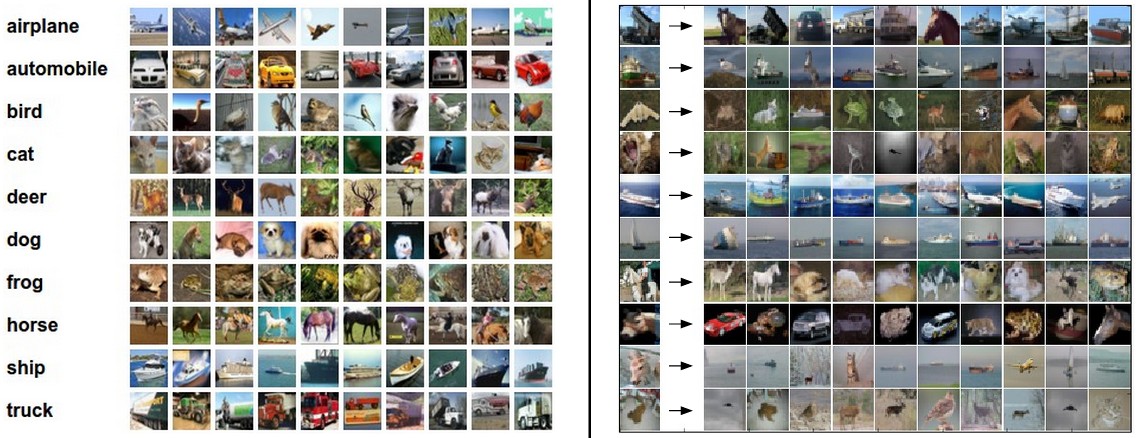 airplane
automobile
bird
cat
deer
dog
frog
horse
ship
truck